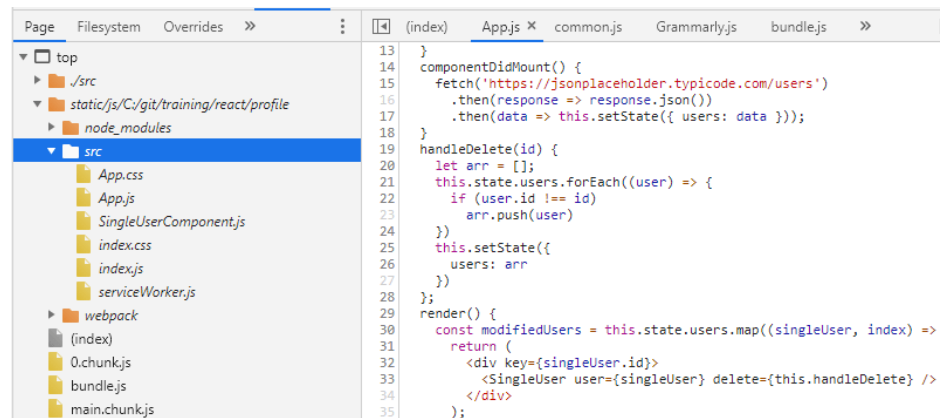 Page Filesystem Overrides »
top
./src
static/js/C:/git/training/react/profile
node_modules
src
App.css
App.js
SingleUserComponent.js
index.css
index.js
serviceWorker.js
webpack
(index)
0.chunk.js
bundle.js
main.chunk.js
(index) App.js × common.js Grammarly.js bundle.js »
13 }
14 componentDidMount() {
15 fetch('https://jsonplaceholder.typicode.com/users')
16 .then(response => response.json())
17 .then(data => this.setState({ users: data }));
18 }
19 handleDelete(id) {
20 let arr = [];
21 this.state.users.forEach((user) => {
22 if (user.id !== id)
23 arr.push(user)
24 })
25 this.setState({
26 users: arr
27 })
28 };
29 render() {
30 const modifiedUsers = this.state.users.map((singleUser, index) =>
31 return (
32 <div key={singleUser.id}>
33 <SingleUser user={singleUser} delete={this.handleDelete} />
34 </div>
35 );